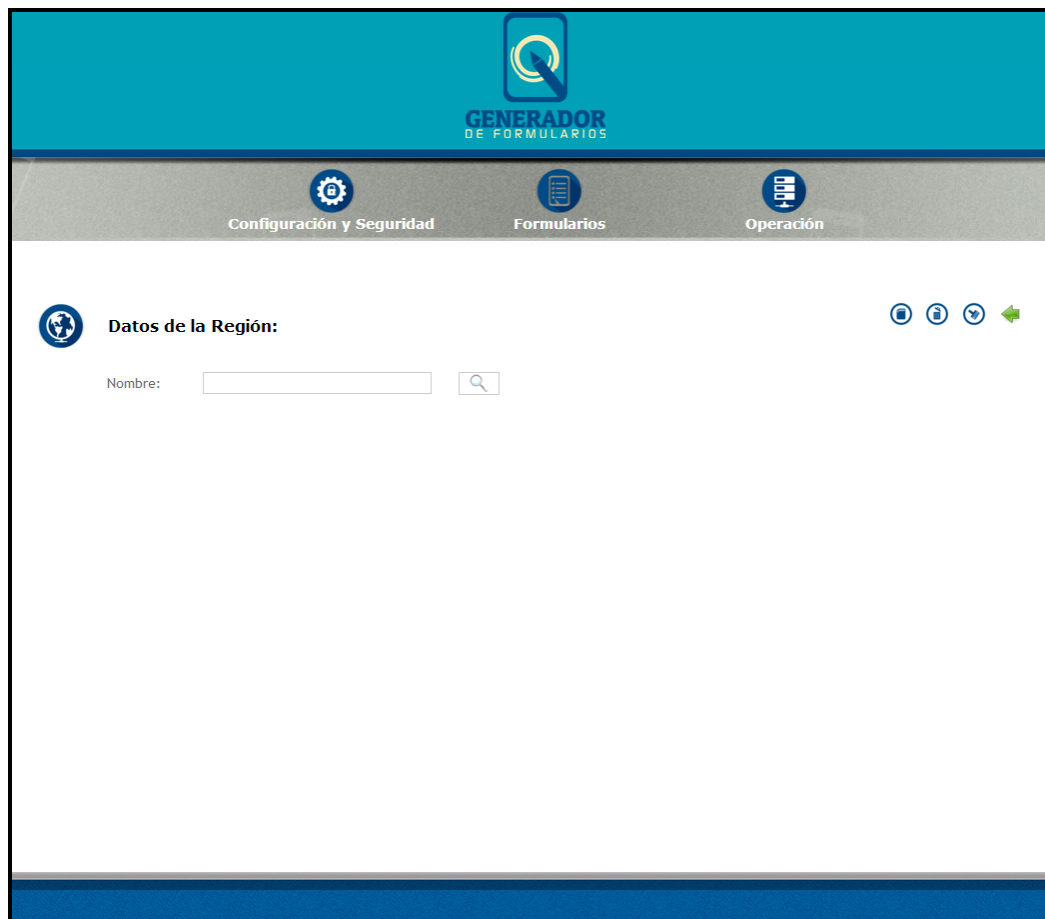 GENERADOR
DE FORMULARIOS
Configuración y Seguridad
Formularios
Operación
Datos de la Región:
Nombre: